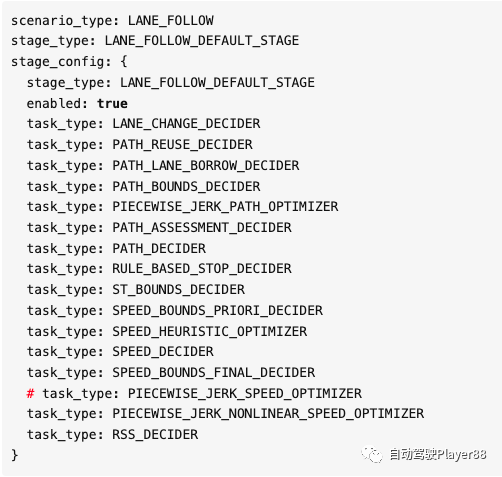 scenario_type: LANE_FOLLOW
stage_type: LANE_FOLLOW_DEFAULT_STAGE
stage_config: {
  stage_type: LANE_FOLLOW_DEFAULT_STAGE
  enabled: true
  task_type: LANE_CHANGE_DECIDER
  task_type: PATH_REUSE_DECIDER
  task_type: PATH_LANE_BORROW_DECIDER
  task_type: PATH_BOUNDS_DECIDER
  task_type: PIECEWISE_JERK_PATH_OPTIMIZER
  task_type: PATH_ASSESSMENT_DECIDER
  task_type: PATH_DECIDER
  task_type: RULE_BASED_STOP_DECIDER
  task_type: ST_BOUNDS_DECIDER
  task_type: SPEED_BOUNDS_PRIORI_DECIDER
  task_type: SPEED_HEURISTIC_OPTIMIZER
  task_type: SPEED_DECIDER
  task_type: SPEED_BOUNDS_FINAL_DECIDER
  # task_type: PIECEWISE_JERK_SPEED_OPTIMIZER
  task_type: PIECEWISE_JERK_NONLINEAR_SPEED_OPTIMIZER
  task_type: RSS_DECIDER
}
自动驾驶Player88